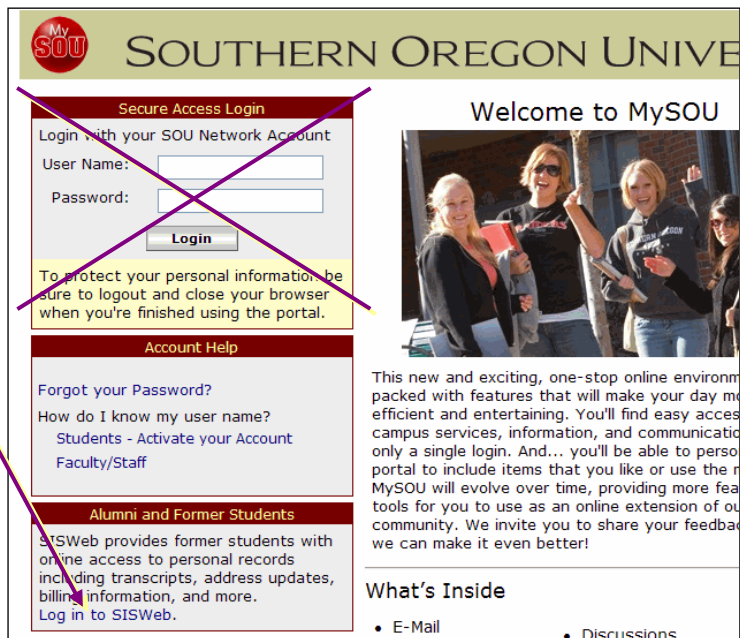 My
SOU
SOUTHERN OREGON UNIVE
Secure Access Login
Login with your SOU Network Account
User Name:
Password:
Login
To protect your personal information be
sure to logout and close your browser
when you're finished using the portal.
Account Help
Forgot your Password?
How do I know my user name?
Students - Activate your Account
Faculty/Staff
Alumni and Former Students
SISWeb provides former students with
online access to personal records
including transcripts, address updates,
billing information, and more.
Log in to SISWeb.
Welcome to MySOU
This new and exciting, one-stop online environm
packed with features that will make your day mo
efficient and entertaining. You'll find easy acces
campus services, information, and communicatio
only a single login. And... you'll be able to perso
portal to include items that you like or use the m
MySOU will evolve over time, providing more fea
tools for you to use as an online extension of ou
community. We invite you to share your feedbac
we can make it even better!
What's Inside
• E-Mail
• Discussions